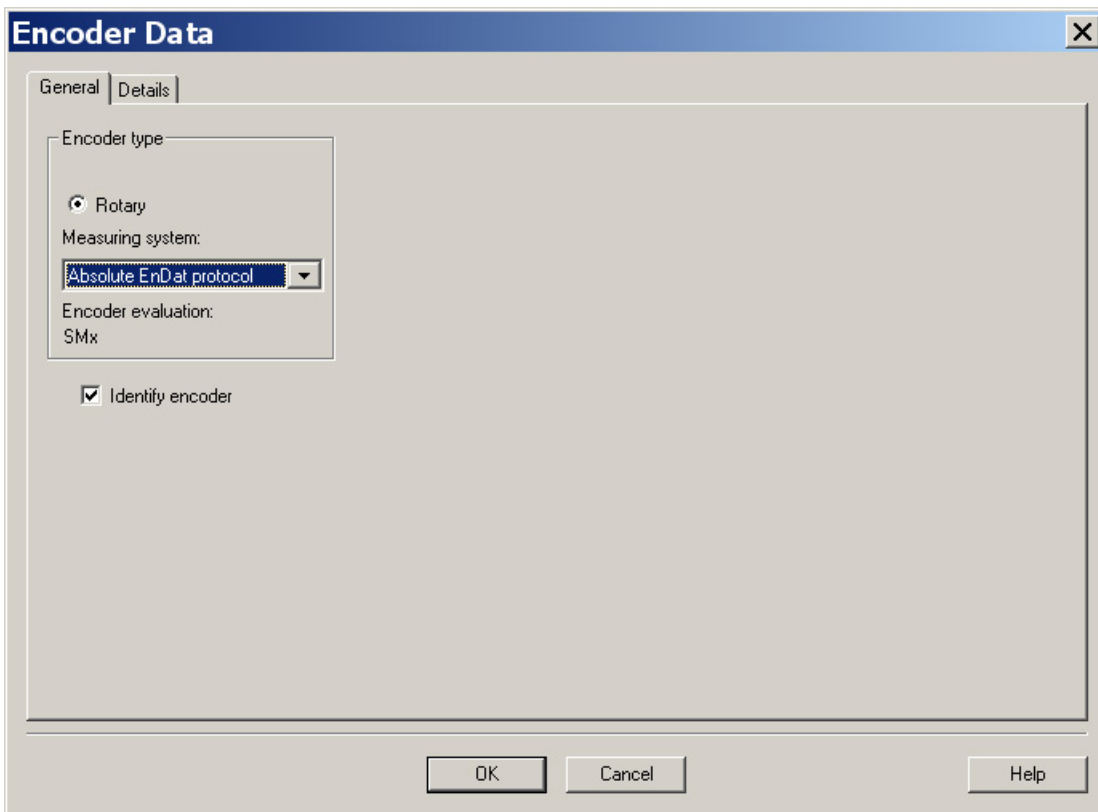 Encoder Data
General
Details
Encoder type
Rotary
Measuring system:
Absolute EnDat protocol
Encoder evaluation:
SMx
Identify encoder
OK
Cancel
Help